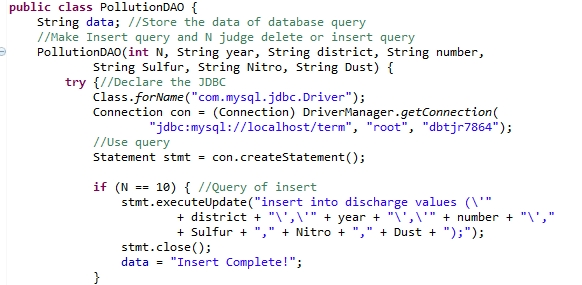 public class PollutionDAO {
    String data; //Store the data of database query
    //Make Insert query and N judge delete or insert query
    PollutionDAO(int N, String year, String district, String number,
            String Sulfur, String Nitro, String Dust) {
        try {//Declare the JDBC
            Class.forName("com.mysql.jdbc.Driver");
            Connection con = (Connection) DriverManager.getConnection(
                    "jdbc:mysql://localhost/term", "root", "dbtjr7864");
            //Use query
            Statement stmt = con.createStatement();

            if (N == 10) { //Query of insert
                stmt.executeUpdate("insert into discharge values (\'"
                        + district + "\',\'" + year + "\',\'" + number + "\',"
                        + Sulfur + "," + Nitro + "," + Dust + ");");
                stmt.close();
                data = "Insert Complete!";
            }